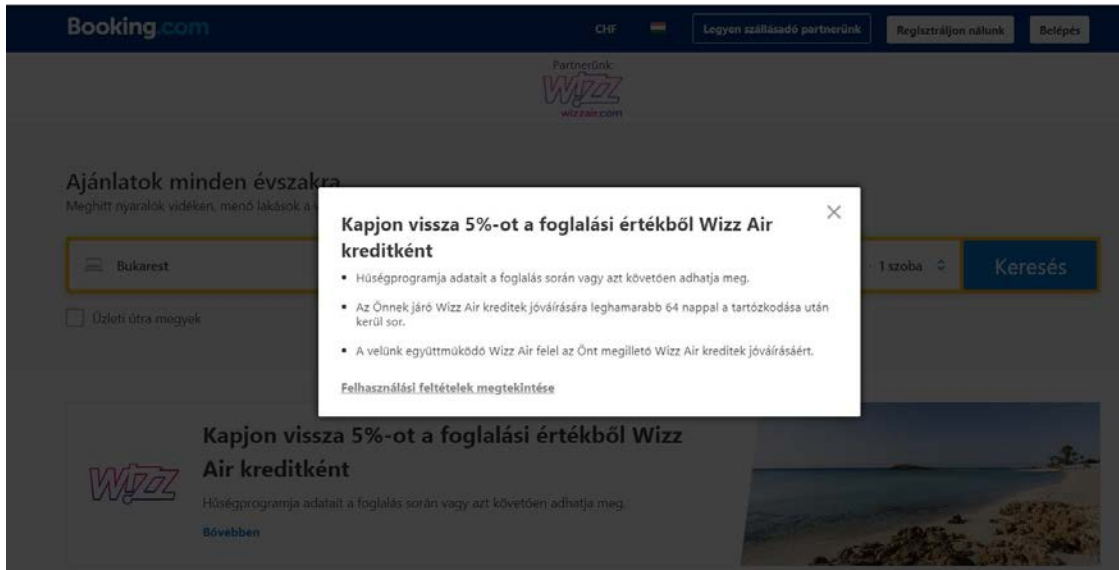 Booking.com
CHF
Legyen szállásadó partnerünk
Regisztráljon nálunk
Belépés
Partnerünk:
WIZZ
wizzair.com
Ajánlatok minden évszakra
Meghitt nyaralók vidéken, menő lakások a
Bukarest
1 szoba
Keresés
Üzleti útra megyek
Kapjon vissza 5%-ot a foglalási értékből Wizz Air
kreditként
Hűségprogramja adatait a foglalás során vagy azt követően adhatja meg.
Az Önnek járó Wizz Air kreditek jóváírására leghamarabb 64 nappal a tartózkodása után
kerül sor.
A velünk együttműködő Wizz Air felel az Önt megillető Wizz Air kreditek jóváírásáért.
Felhasználási feltételek megtekintése
Kapjon vissza 5%-ot a foglalási értékből Wizz
Air kreditként
WIZZ
Hűségprogramja adatait a foglalás során vagy azt követően adhatja meg.
Bővebben